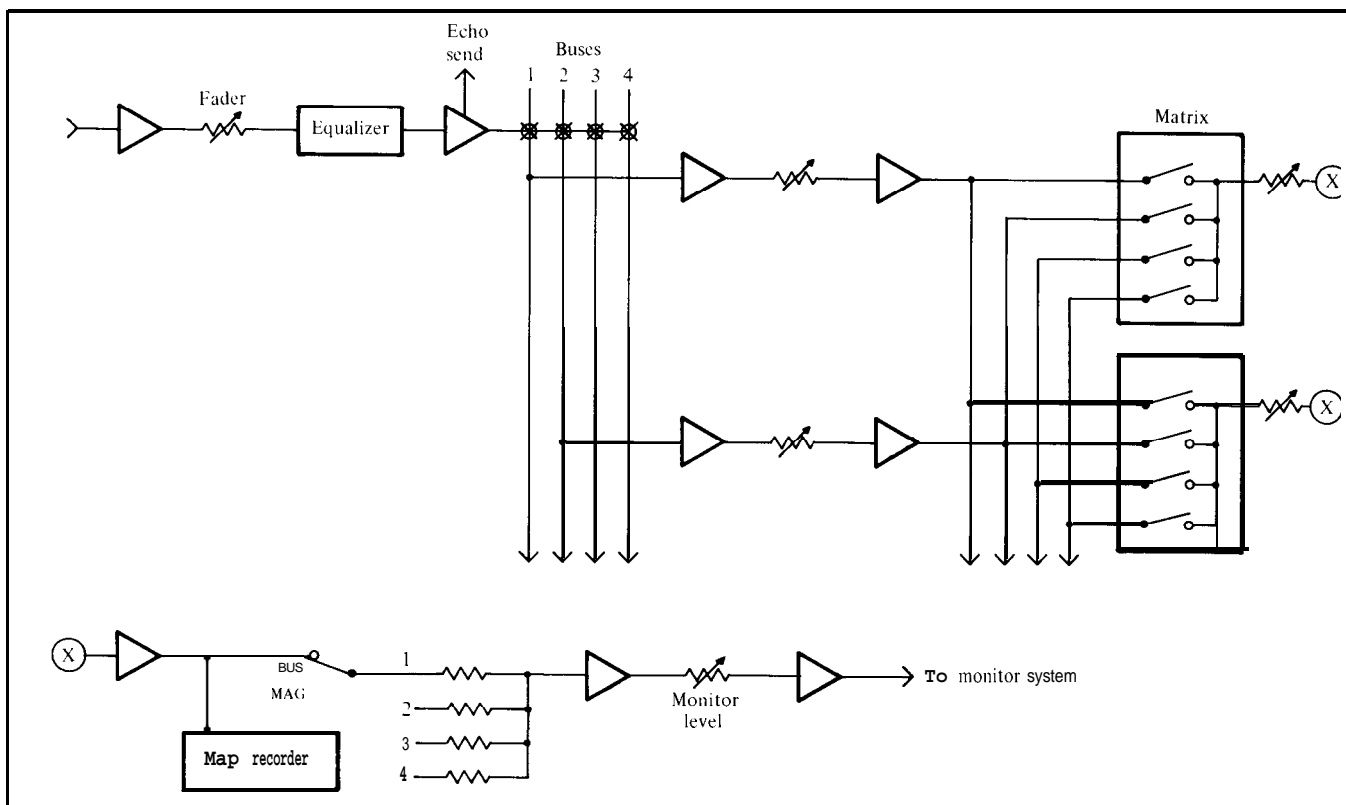 Echo
send
Buses
1 2 3 4
Fader
Equalizer
Matrix
X
X
X
BUS
MAG
1
2
3
4
Monitor
level
To monitor system
Map recorder